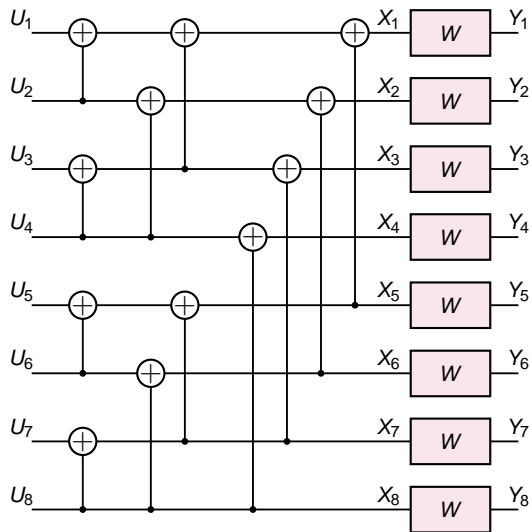 U1 X1 W Y1
U2 X2 W Y2
U3 X3 W Y3
U4 X4 W Y4
U5 X5 W Y5
U6 X6 W Y6
U7 X7 W Y7
U8 X8 W Y8